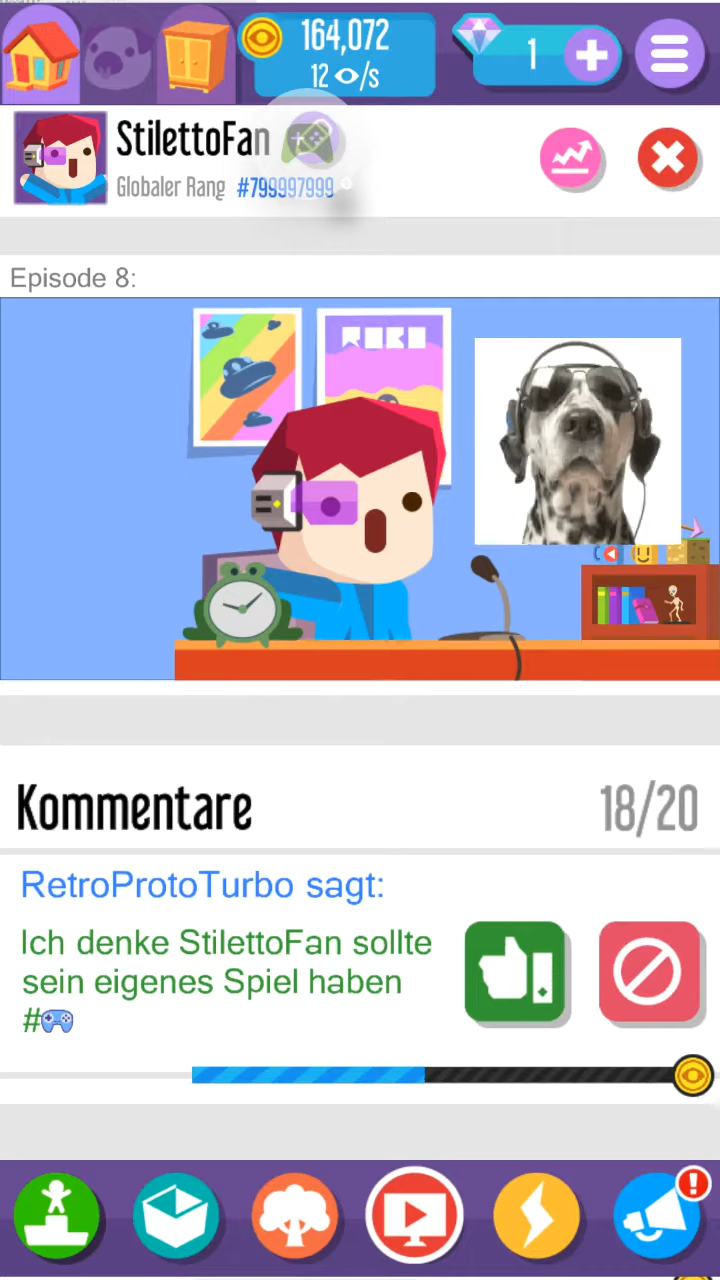 164,072
12 /s
1
StilettoFan
Globaler Rang #799997999
Episode 8:
Kommentare
18/20
RetroProtoTurbo sagt:
Ich denke StilettoFan sollte
sein eigenes Spiel haben
#🎮
!